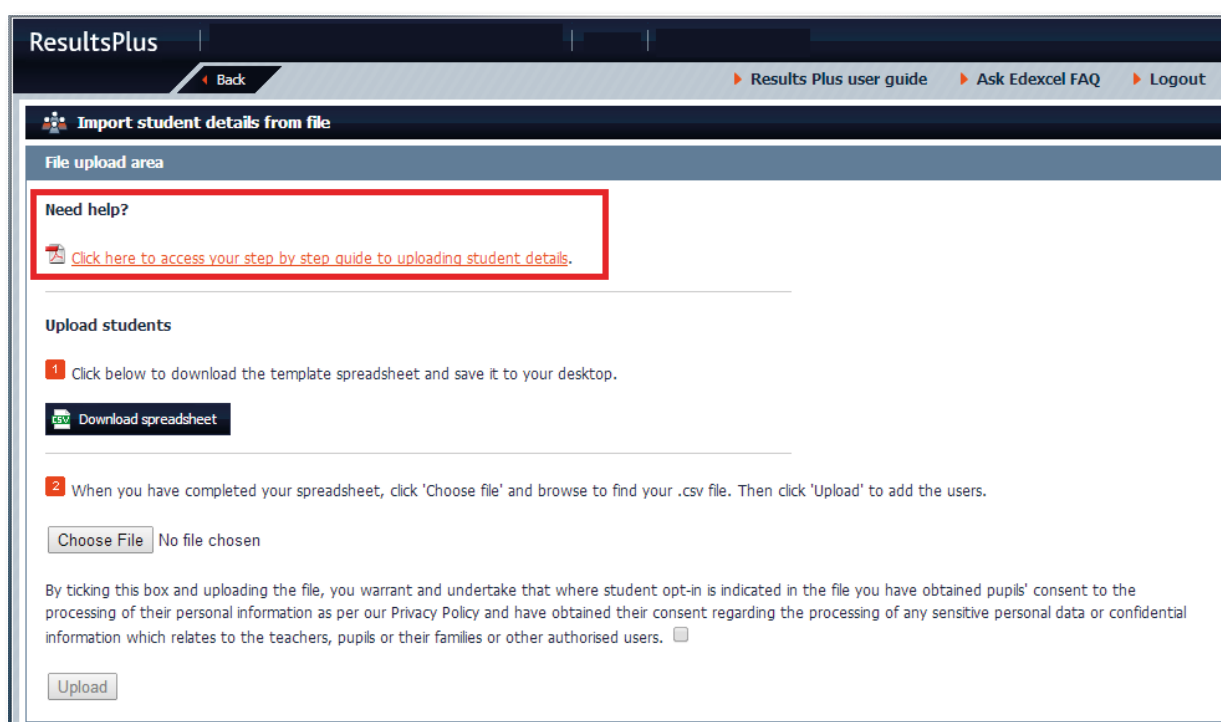 ResultsPlus
Back
Results Plus user guide
Ask Edexcel FAQ
Logout
Import student details from file
File upload area
Need help?
Click here to access your step by step guide to uploading student details.
Upload students
1 Click below to download the template spreadsheet and save it to your desktop.
CSV Download spreadsheet
2 When you have completed your spreadsheet, click 'Choose file' and browse to find your .csv file. Then click 'Upload' to add the users.
Choose File No file chosen
By ticking this box and uploading the file, you warrant and undertake that where student opt-in is indicated in the file you have obtained pupils' consent to the
processing of their personal information as per our Privacy Policy and have obtained their consent regarding the processing of any sensitive personal data or confidential
information which relates to the teachers, pupils or their families or other authorised users.
Upload